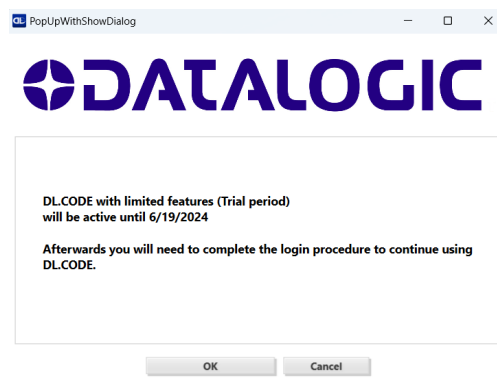 PopUpWithShowDialog
DATALOGIC
DL.CODE with limited features (Trial period)
will be active until 6/19/2024
Afterwards you will need to complete the login procedure to continue using
DL.CODE.
OK
Cancel